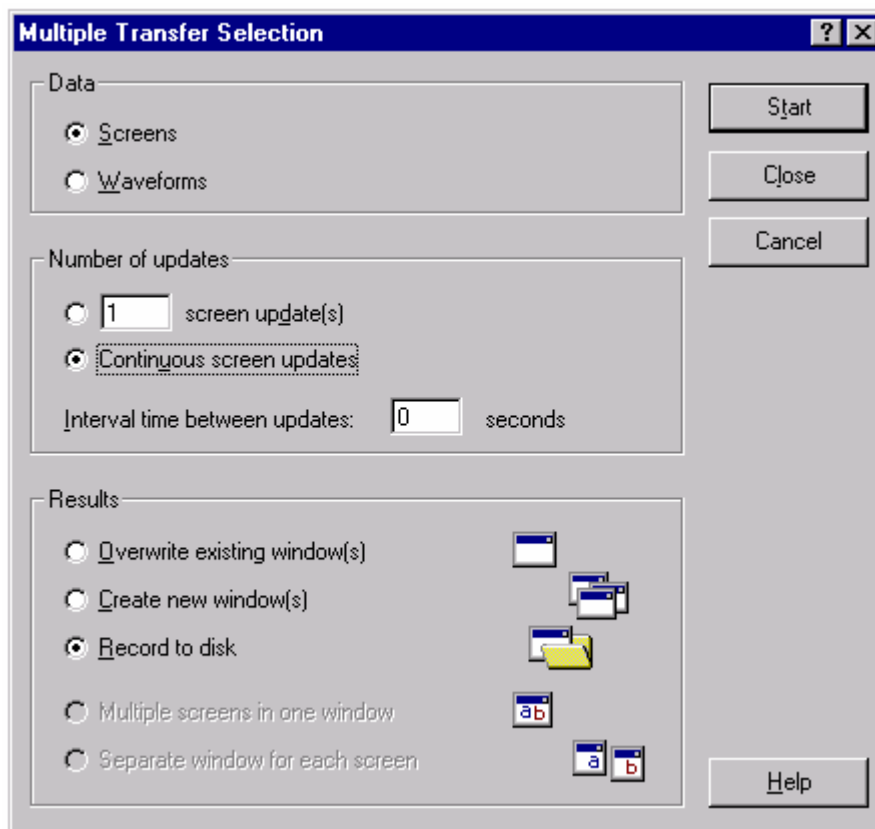 Multiple Transfer Selection
Data
Screens
Waveforms
Start
Close
Cancel
Number of updates
1 screen update(s)
Continuous screen updates
Interval time between updates: 0 seconds
Results
Overwrite existing window(s)
Create new window(s)
Record to disk
Multiple screens in one window
ab
Separate window for each screen
a b
Help